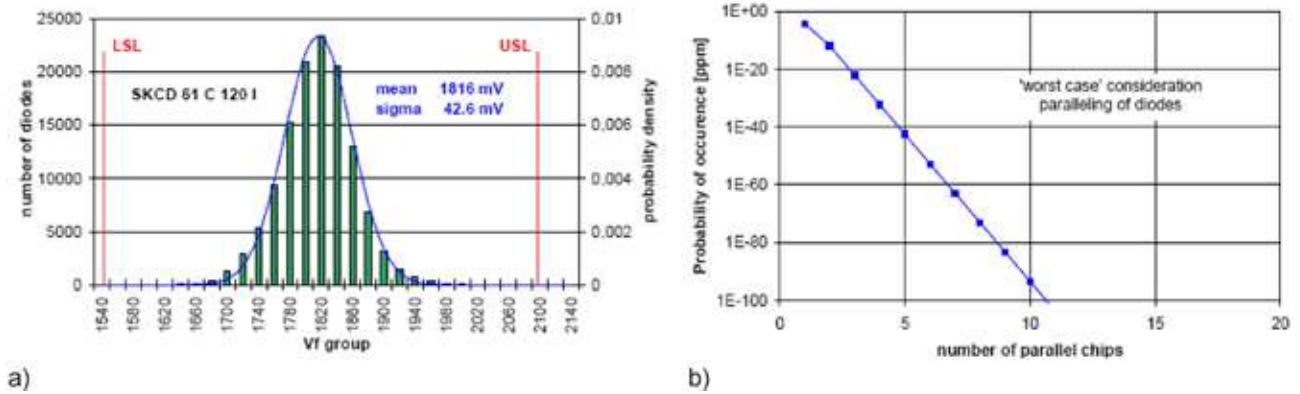 25000
20000
15000
10000
5000
0
number of diodes
LSL
USL
SKCD 61 C 120 I
mean 1816 mV
sigma 42.6 mV
0,01
0,008
0,006
0,004
0,002
0
probability density
1540 1580 1620 1660 1700 1740 1780 1820 1860 1900 1940 1980 2020 2060 2100 2140
Vf group
a)
1E+00
1E-20
1E-40
1E-60
1E-80
1E-100
Probability of occurence [ppm]
'worst case' consideration
paralleling of diodes
0 5 10 15 20
number of parallel chips
b)